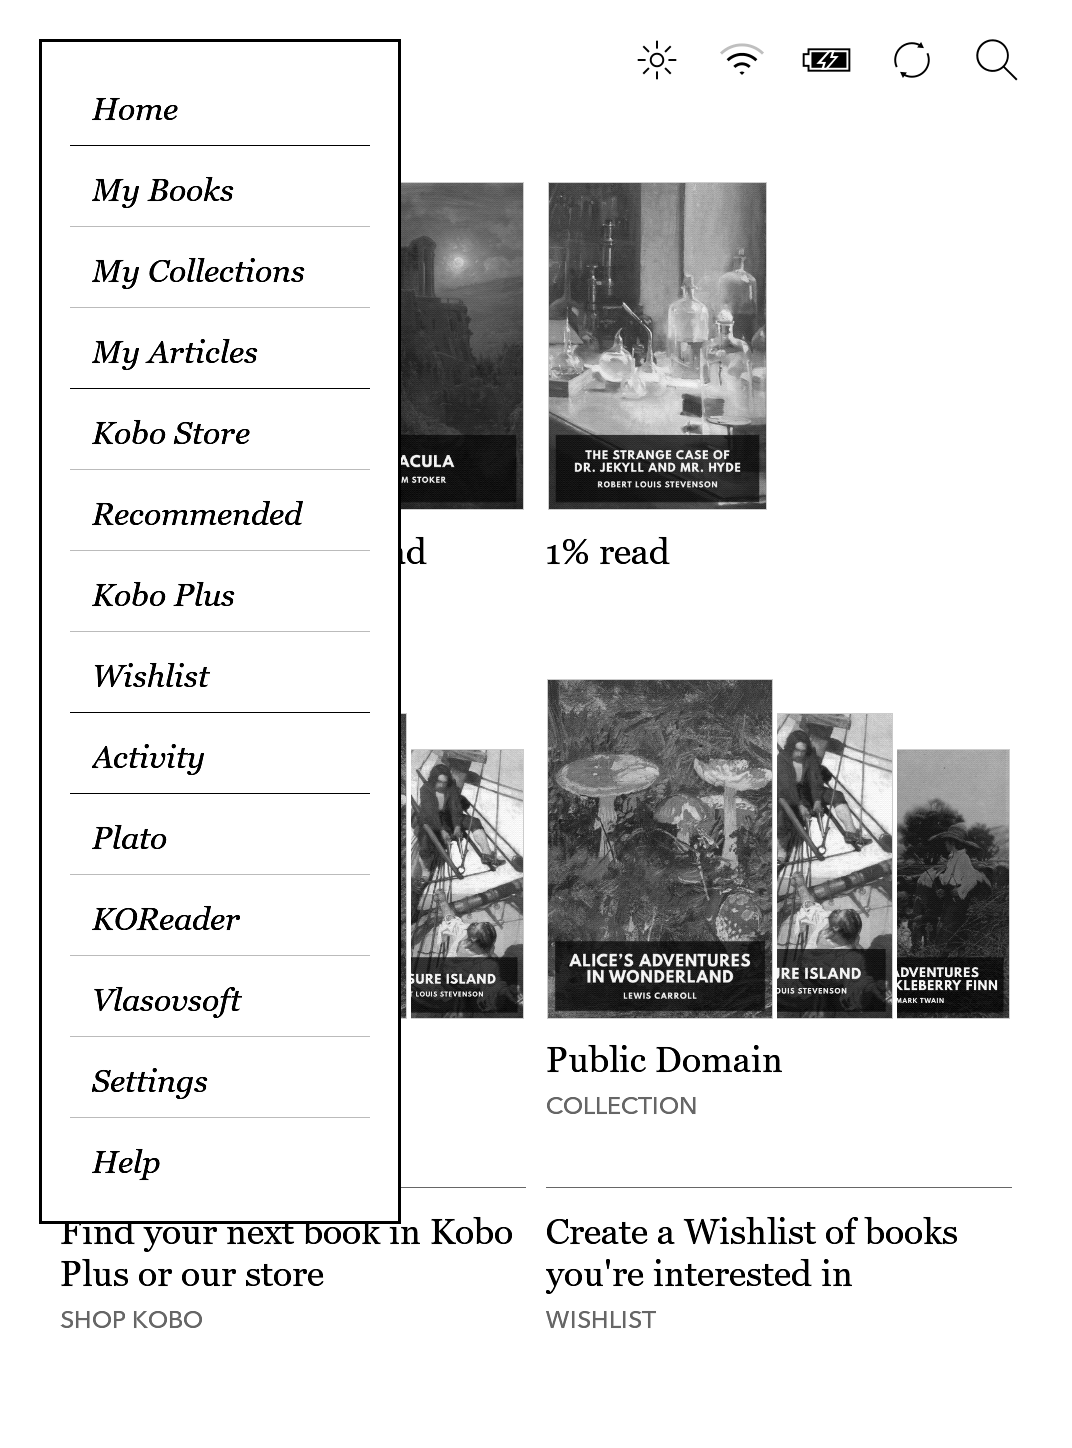 Home
My Books
My Collections
My Articles
Kobo Store
Recommended
Kobo Plus
Wishlist
Activity
Plato
KOReader
Vlasovsoft
Settings
Help
ACULA
M STOKER
THE STRANGE CASE OF
DR. JEKYLL AND MR. HYDE
ROBERT LOUIS STEVENSON
1% read
SURE ISLAND
LOUIS STEVENSON
ALICE'S ADVENTURES
IN WONDERLAND
LEWIS CARROLL
URE ISLAND
OUIS STEVENSON
ADVENTURES
KLEBERRY FINN
MARK TWAIN
Public Domain
COLLECTION
Find your next book in Kobo
Plus or our store
SHOP KOBO
Create a Wishlist of books
you're interested in
WISHLIST